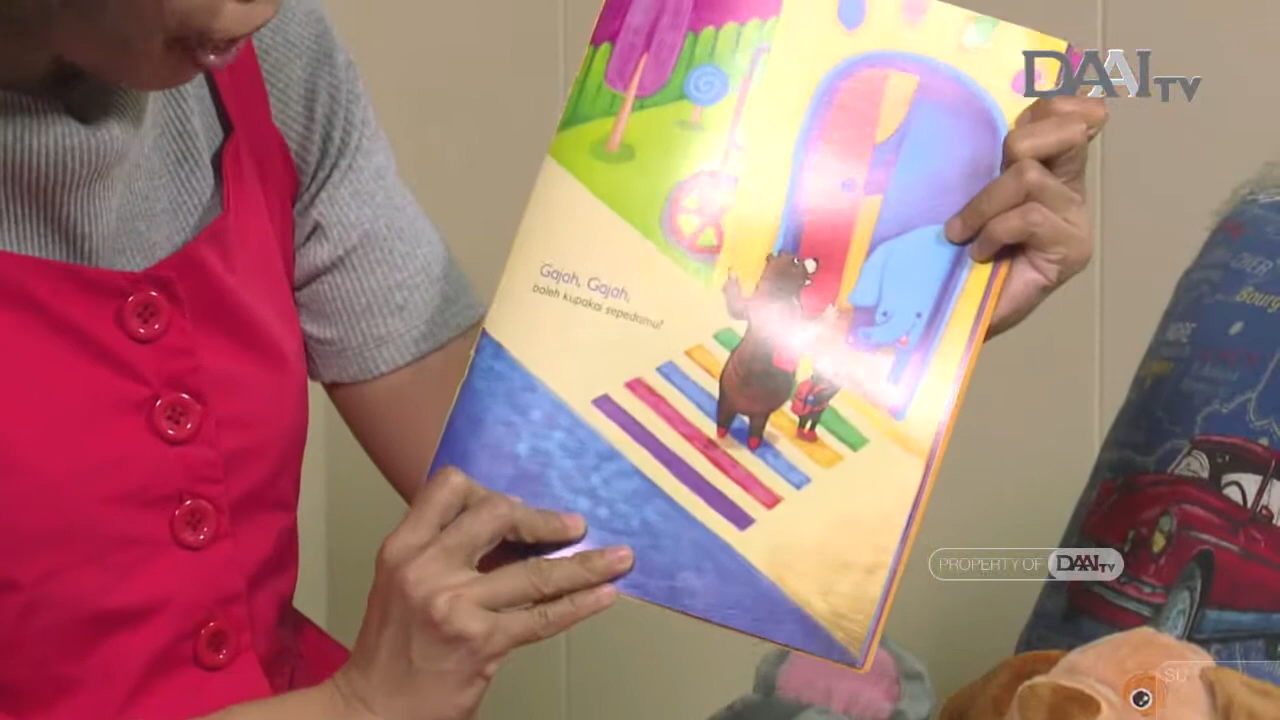 DAAI TV
Gajah, Gajah,
boleh kupakai sepedamu?
PROPERTY OF DAAI TV